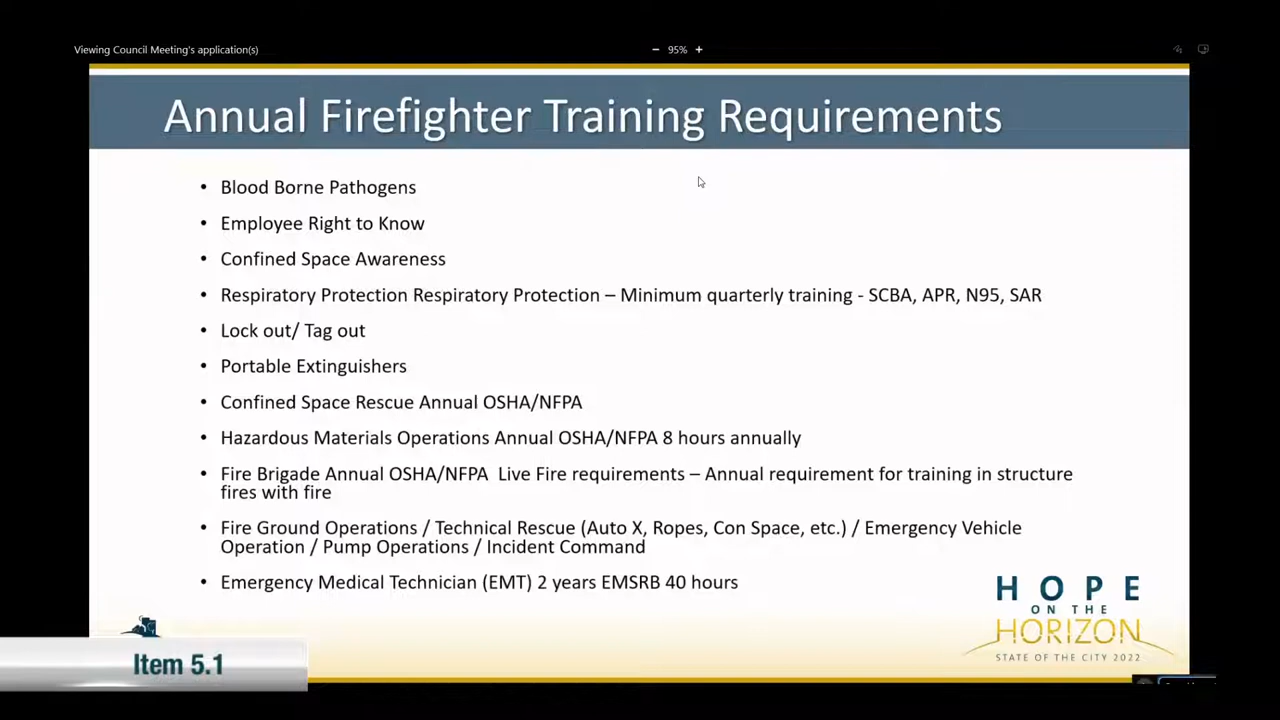 Viewing Council Meeting's application(s)
− 95% +
Annual Firefighter Training Requirements
• Blood Borne Pathogens
• Employee Right to Know
• Confined Space Awareness
• Respiratory Protection Respiratory Protection – Minimum quarterly training - SCBA, APR, N95, SAR
• Lock out/ Tag out
• Portable Extinguishers
• Confined Space Rescue Annual OSHA/NFPA
• Hazardous Materials Operations Annual OSHA/NFPA 8 hours annually
• Fire Brigade Annual OSHA/NFPA  Live Fire requirements – Annual requirement for training in structure
fires with fire
• Fire Ground Operations / Technical Rescue (Auto X, Ropes, Con Space, etc.) / Emergency Vehicle
Operation / Pump Operations / Incident Command
• Emergency Medical Technician (EMT) 2 years EMSRB 40 hours
HOPE
ON THE
HORIZON
STATE OF THE CITY 2022
Item 5.1